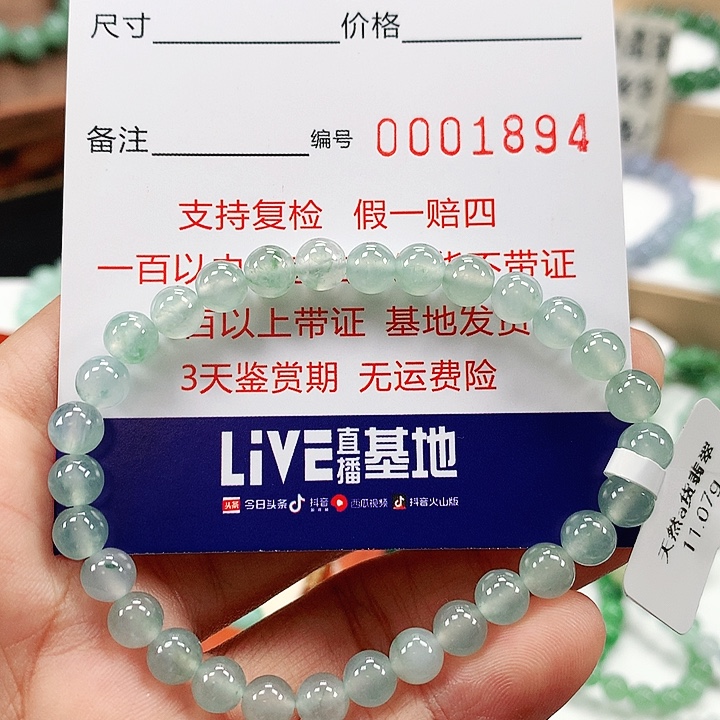 尺寸 价格
备注 编号 0001894
支持复检 假一赔四
一百以内 不带证
百以上带证 基地发货
3天鉴赏期 无运费险
LiVE直播基地
头条 今日头条 抖音 西瓜视频 抖音火山版
天然a货翡翠
11.07g